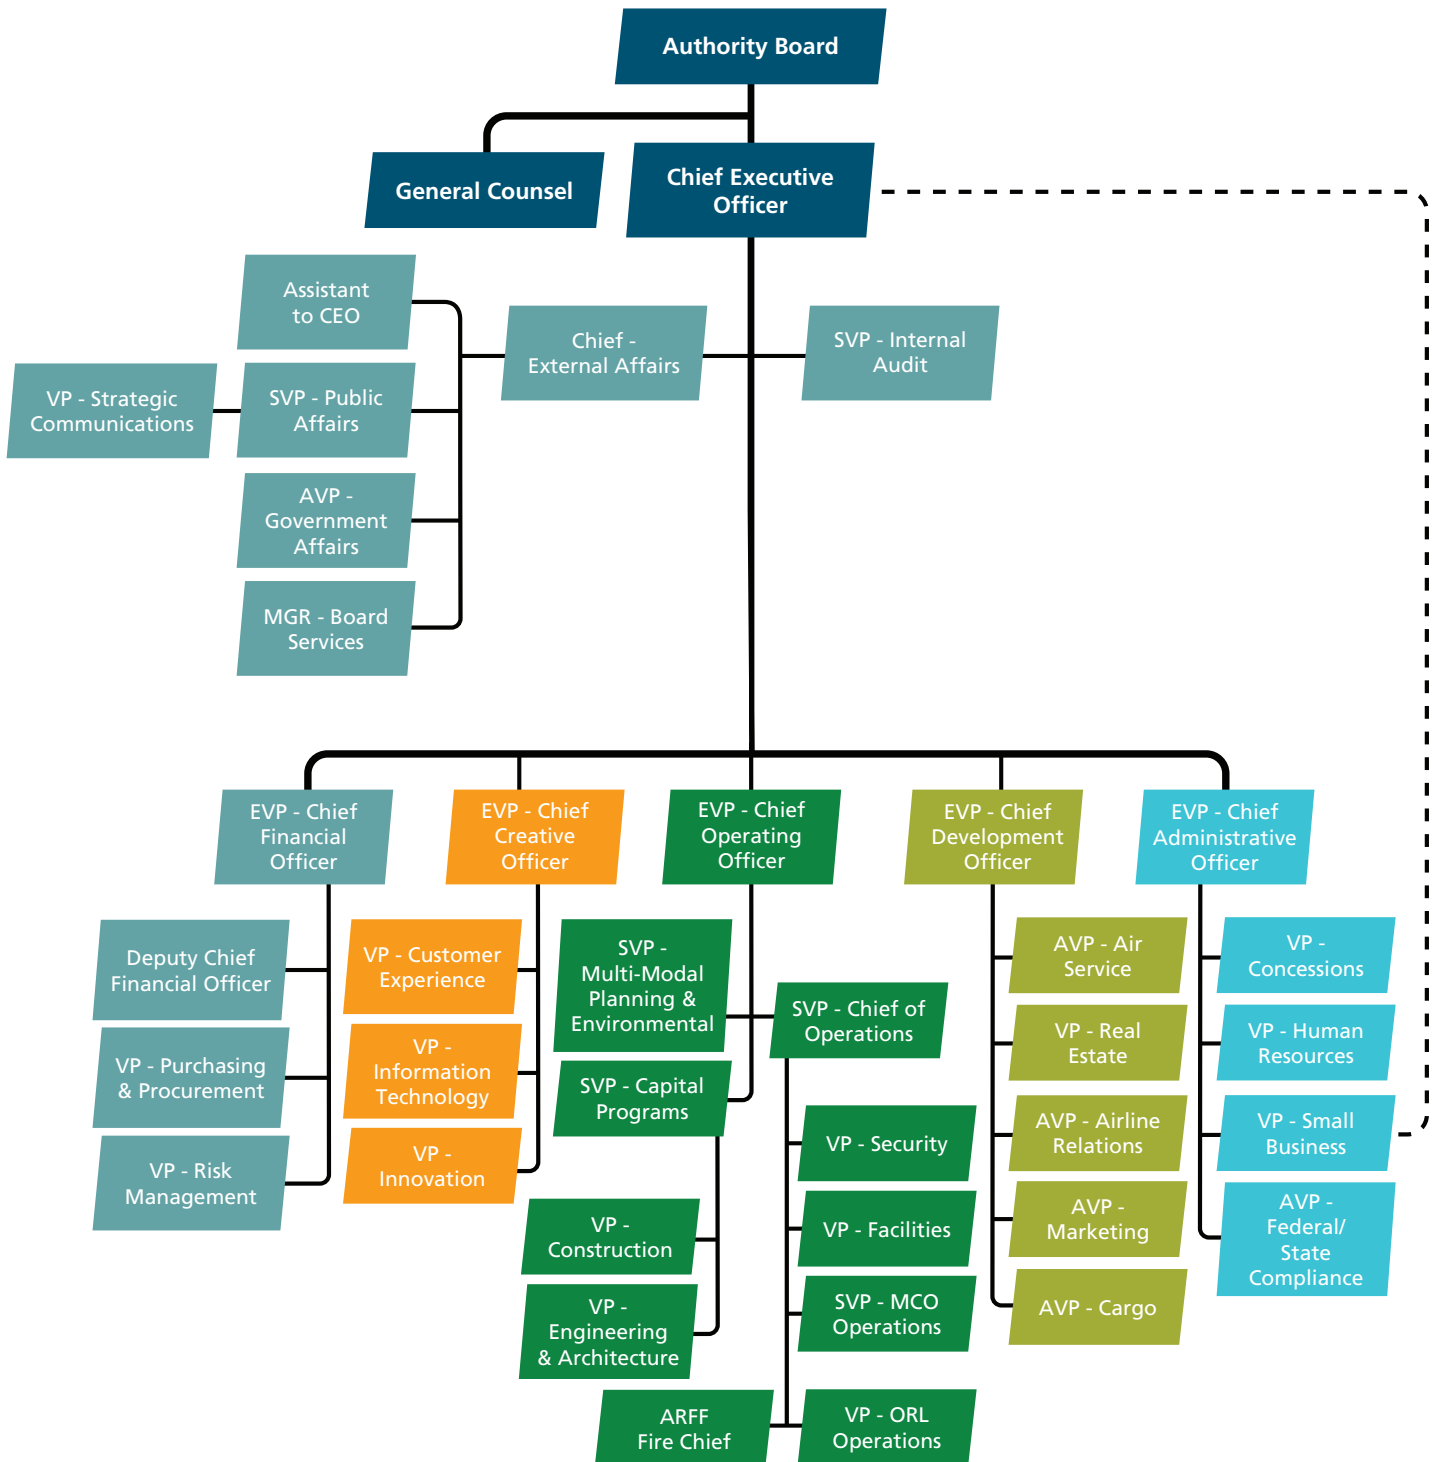 Authority Board
General Counsel
Chief Executive
Officer
Assistant
to CEO
Chief -
External Affairs
SVP - Internal
Audit
VP - Strategic
Communications
SVP - Public
Affairs
AVP -
Government
Affairs
MGR - Board
Services
EVP - Chief
Financial
Officer
EVP - Chief
Creative
Officer
EVP - Chief
Operating
Officer
EVP - Chief
Development
Officer
EVP - Chief
Administrative
Officer
Deputy Chief
Financial Officer
VP - Purchasing
& Procurement
VP - Risk
Management
VP - Customer
Experience
VP -
Information
Technology
VP -
Innovation
SVP -
Multi-Modal
Planning &
Environmental
SVP - Capital
Programs
VP -
Construction
VP -
Engineering
& Architecture
SVP - Chief of
Operations
VP - Security
VP - Facilities
SVP - MCO
Operations
ARFF
Fire Chief
VP - ORL
Operations
AVP - Air
Service
VP - Real
Estate
AVP - Airline
Relations
AVP -
Marketing
AVP - Cargo
VP -
Concessions
VP - Human
Resources
VP - Small
Business
AVP -
Federal/
State
Compliance